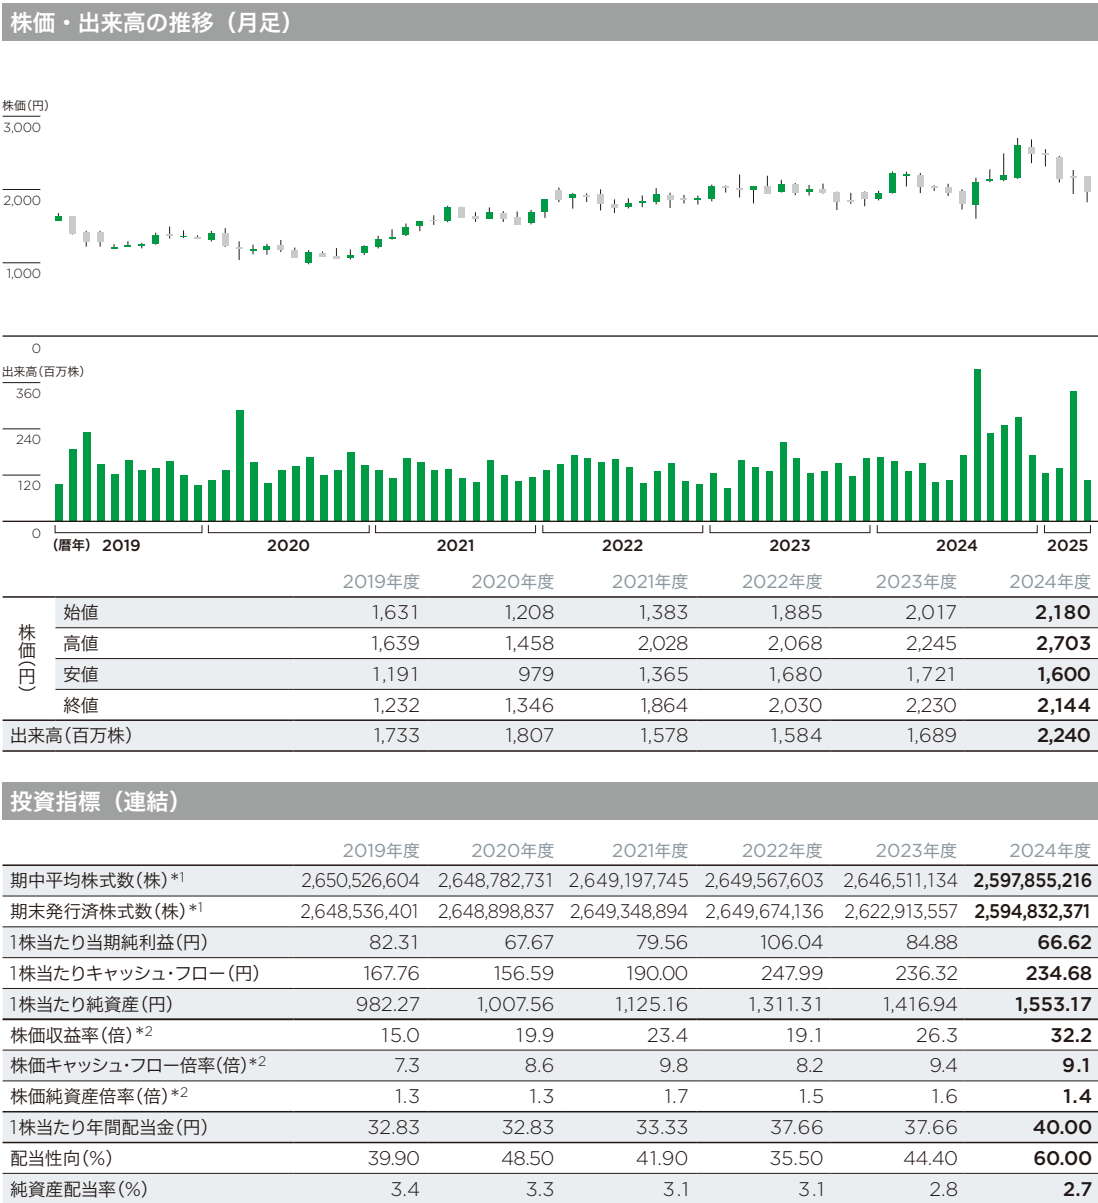 株価・出来高の推移（月足）
株価（円）
3,000
2,000
1,000
0
出来高（百万株）
360
240
120
0
（暦年） 2019 2020 2021 2022 2023 2024 2025
2019年度 2020年度 2021年度 2022年度 2023年度 2024年度
株価（円）
始値 1,631 1,208 1,383 1,885 2,017 2,180
高値 1,639 1,458 2,028 2,068 2,245 2,703
安値 1,191 979 1,365 1,680 1,721 1,600
終値 1,232 1,346 1,864 2,030 2,230 2,144
出来高（百万株） 1,733 1,807 1,578 1,584 1,689 2,240
投資指標（連結）
2019年度 2020年度 2021年度 2022年度 2023年度 2024年度
期中平均株式数（株）*1 2,650,526,604 2,648,782,731 2,649,197,745 2,649,567,603 2,646,511,134 2,597,855,216
期末発行済株式数（株）*1 2,648,536,401 2,648,898,837 2,649,348,894 2,649,674,136 2,622,913,557 2,594,832,371
1株当たり当期純利益（円） 82.31 67.67 79.56 106.04 84.88 66.62
1株当たりキャッシュ・フロー（円） 167.76 156.59 190.00 247.99 236.32 234.68
1株当たり純資産（円） 982.27 1,007.56 1,125.16 1,311.31 1,416.94 1,553.17
株価収益率（倍）*2 15.0 19.9 23.4 19.1 26.3 32.2
株価キャッシュ・フロー倍率（倍）*2 7.3 8.6 9.8 8.2 9.4 9.1
株価純資産倍率（倍）*2 1.3 1.3 1.7 1.5 1.6 1.4
1株当たり年間配当金（円） 32.83 32.83 33.33 37.66 37.66 40.00
配当性向（%） 39.90 48.50 41.90 35.50 44.40 60.00
純資産配当率（%） 3.4 3.3 3.1 3.1 2.8 2.7